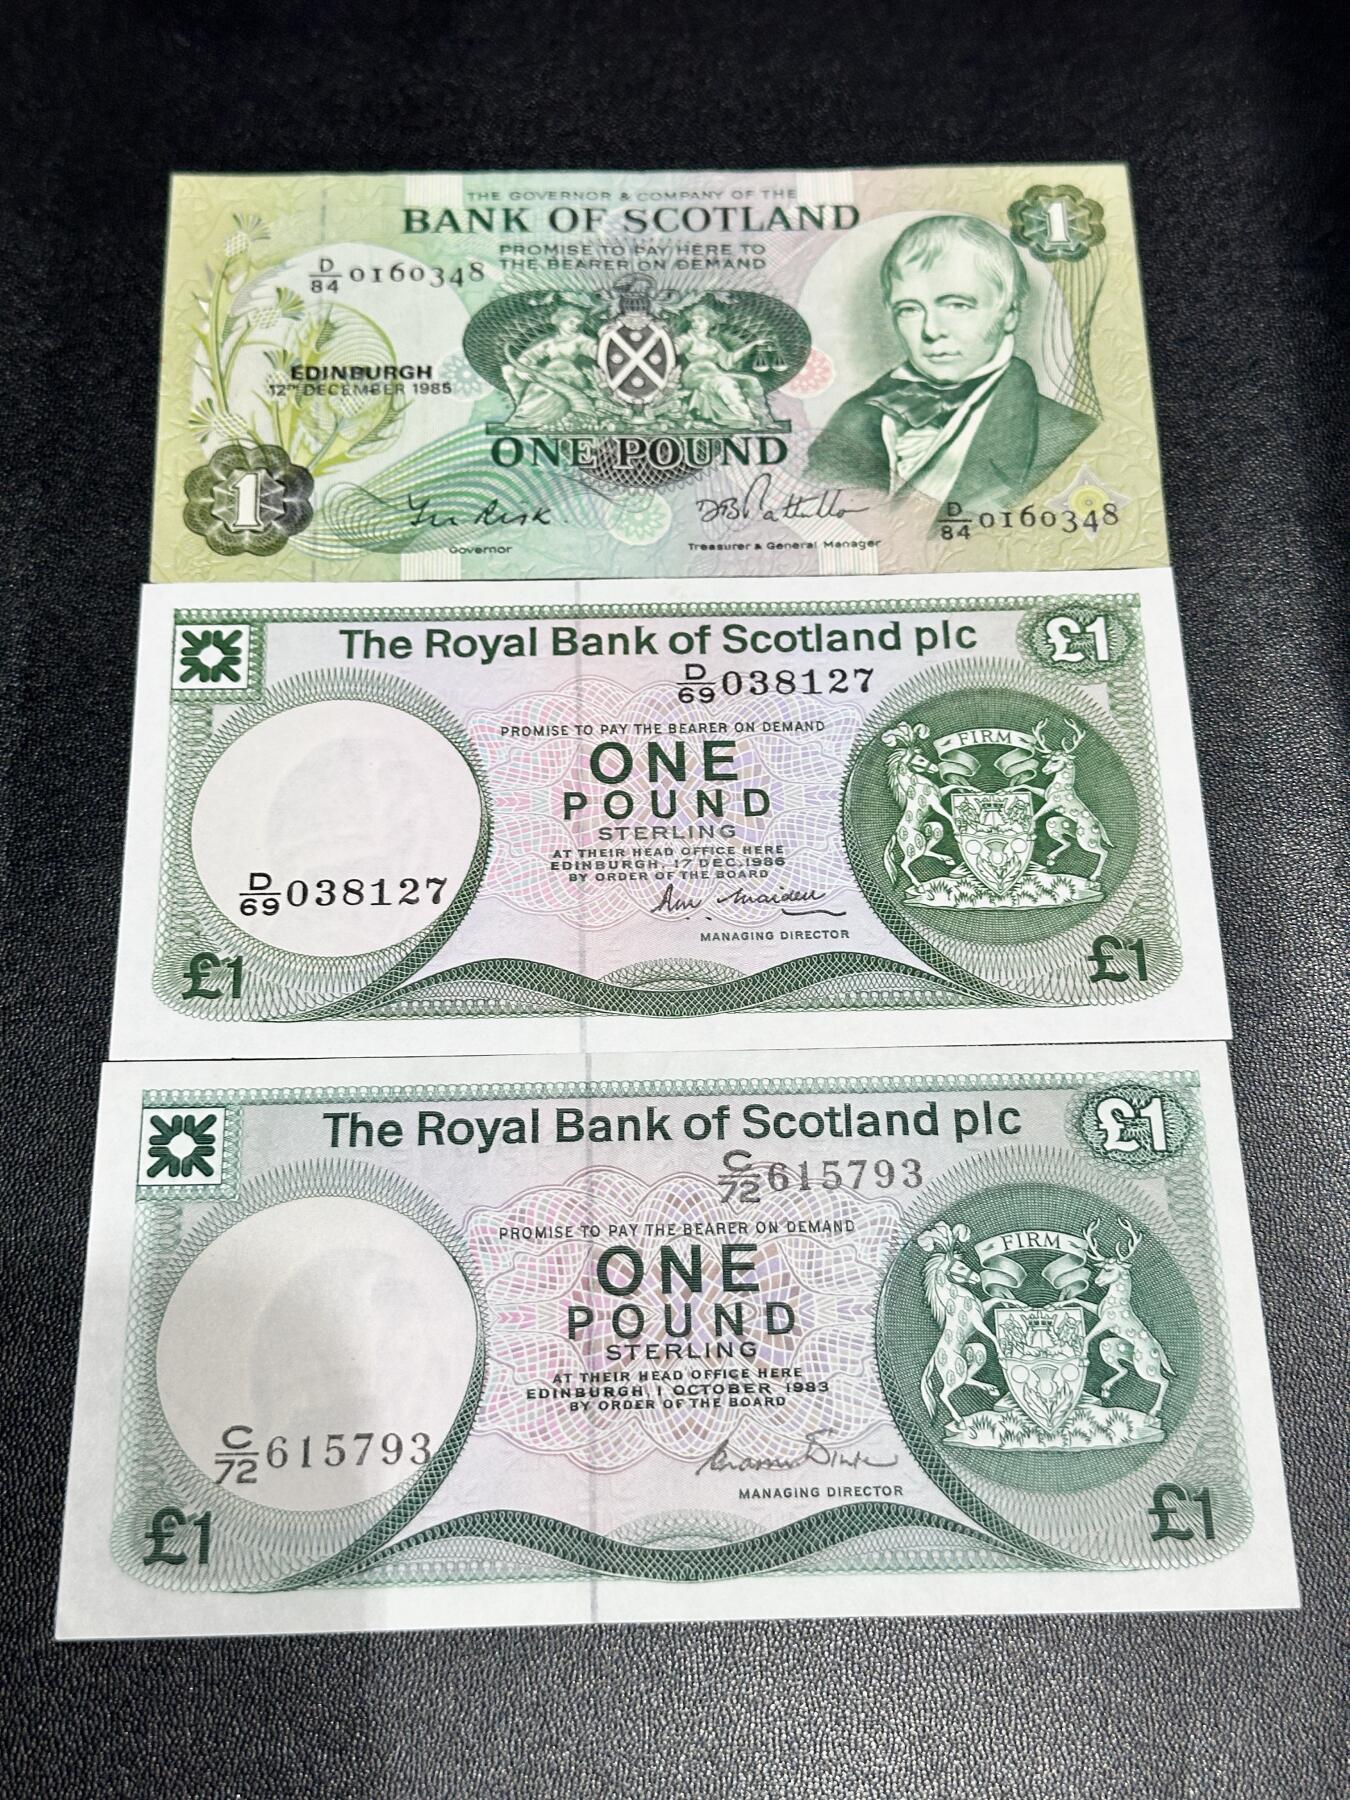 THE GOVERNOR & COMPANY OF THE
BANK OF SCOTLAND
PROMISE TO PAY HERE TO
THE BEARER ON DEMAND
1
D/84 0160348
EDINBURGH
12TH DECEMBER 1985
ONE POUND
1
Governor
Treasurer & General Manager
D/84 0160348
The Royal Bank of Scotland plc
£1
D/69 038127
PROMISE TO PAY THE BEARER ON DEMAND
ONE
POUND
STERLING
AT THEIR HEAD OFFICE HERE
EDINBURGH, 17 DEC.1986
BY ORDER OF THE BOARD
FIRM
D/69 038127
MANAGING DIRECTOR
£1
£1
The Royal Bank of Scotland plc
£1
C/72 615793
PROMISE TO PAY THE BEARER ON DEMAND
ONE
POUND
STERLING
AT THEIR HEAD OFFICE HERE
EDINBURGH, 1 OCTOBER 1983
BY ORDER OF THE BOARD
FIRM
C/72 615793
MANAGING DIRECTOR
£1
£1